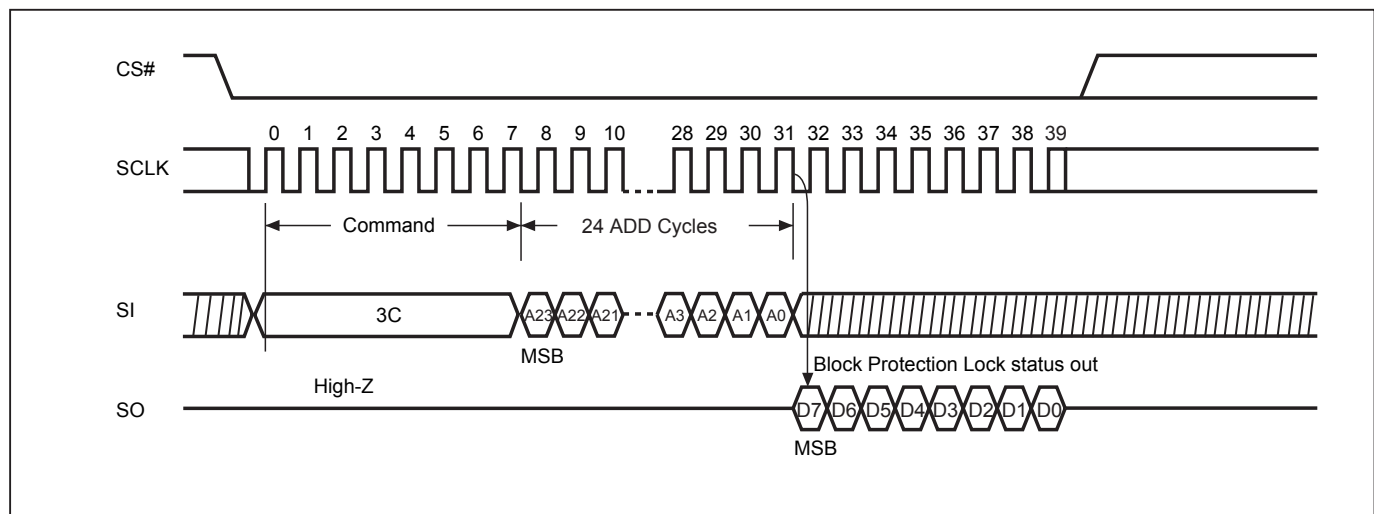 CS#
0 1 2 3 4 5 6 7 8 9 10 28 29 30 31 32 33 34 35 36 37 38 39
SCLK
Command 24 ADD Cycles
SI 3C A23 A22 A21 A3 A2 A1 A0
MSB
Block Protection Lock status out
High-Z
SO D7 D6 D5 D4 D3 D2 D1 D0
MSB